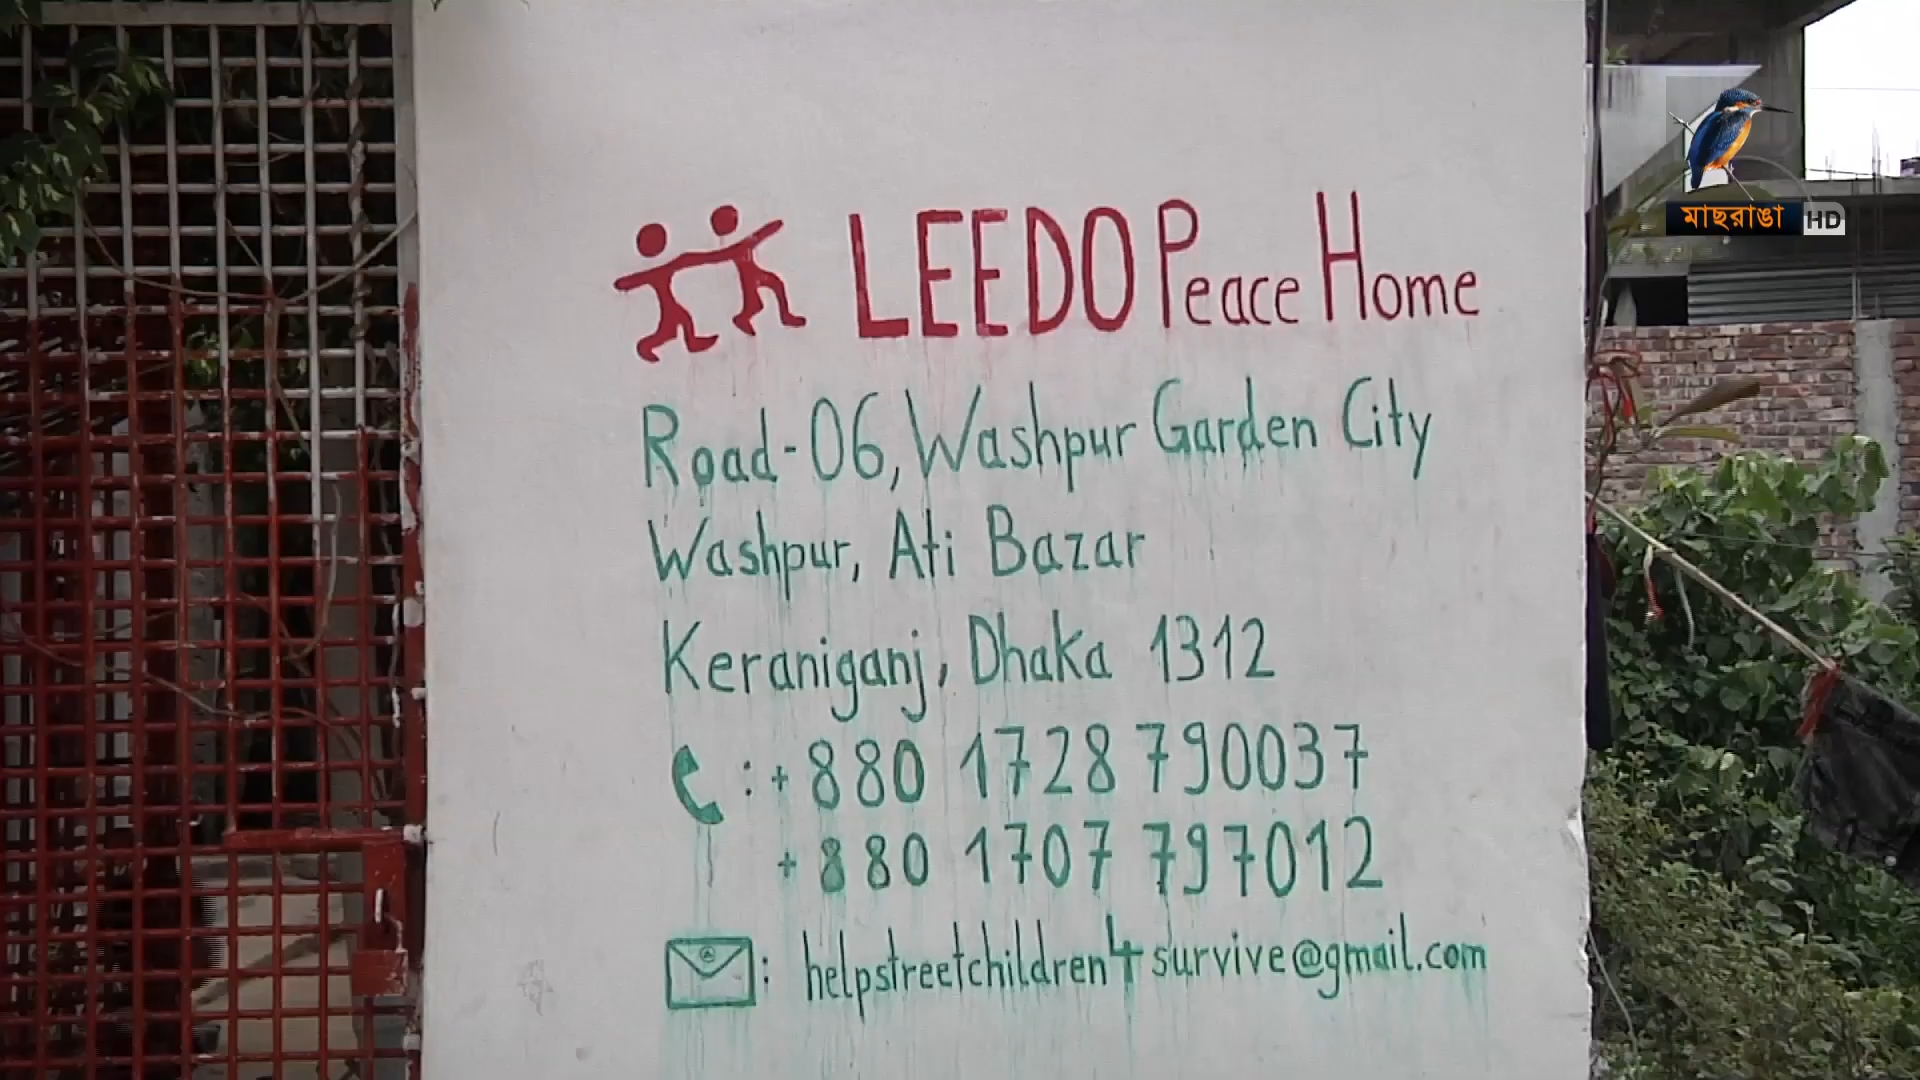 LEEDO Peace Home
Road-06, Washpur Garden City
Washpur, Ati Bazar
Keraniganj, Dhaka 1312
: + 880 1728 790037
+ 880 1707 797012
@ : helpstreetchildren4survive@gmail.com
মাছরাঙা HD